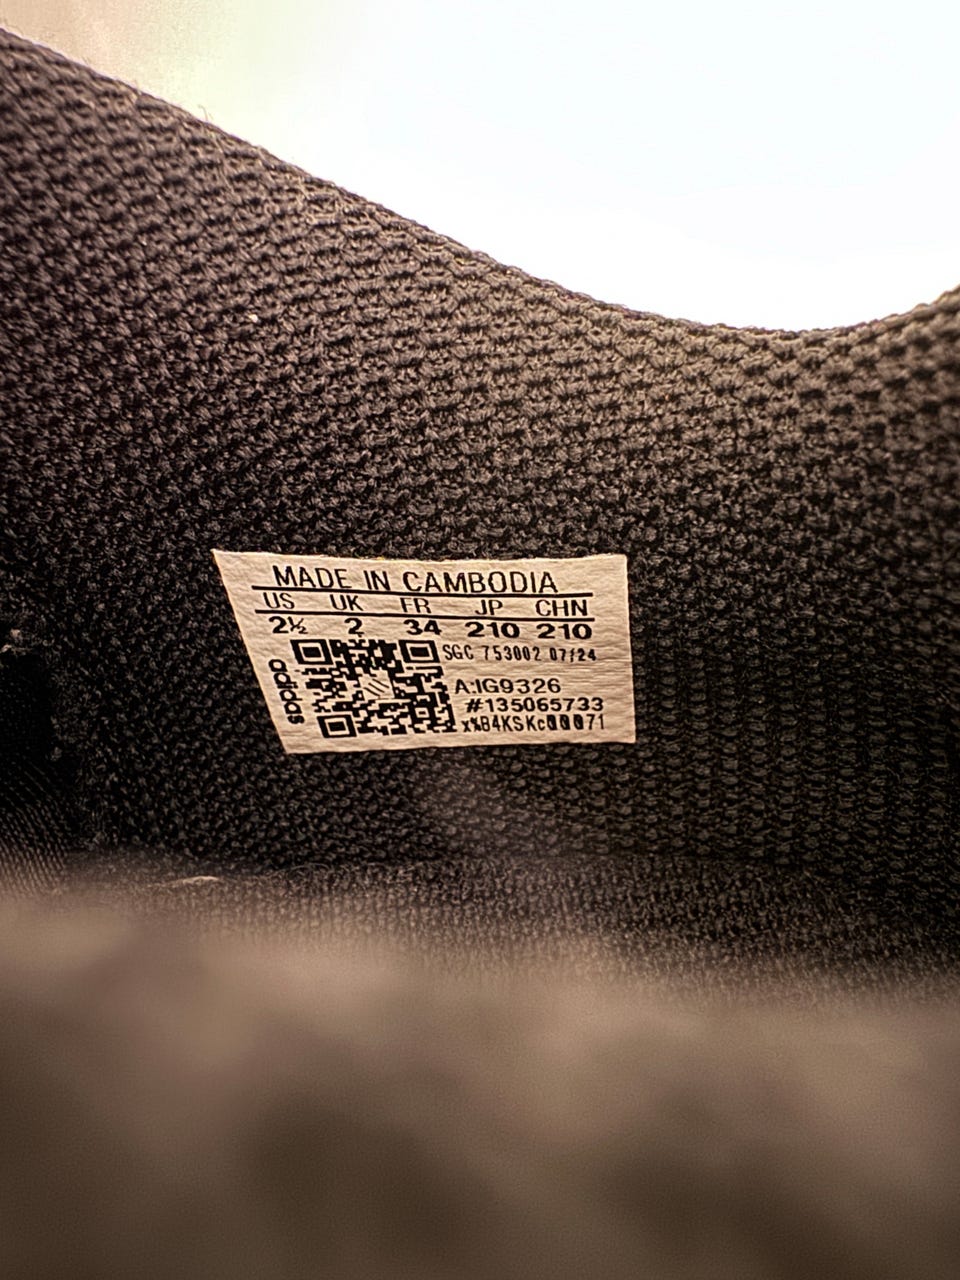 MADE IN CAMBODIA
US UK FR JP CHN
2½ 2 34 210 210
SGC 753002 07/24
adidas
A:IG9326
#135065733